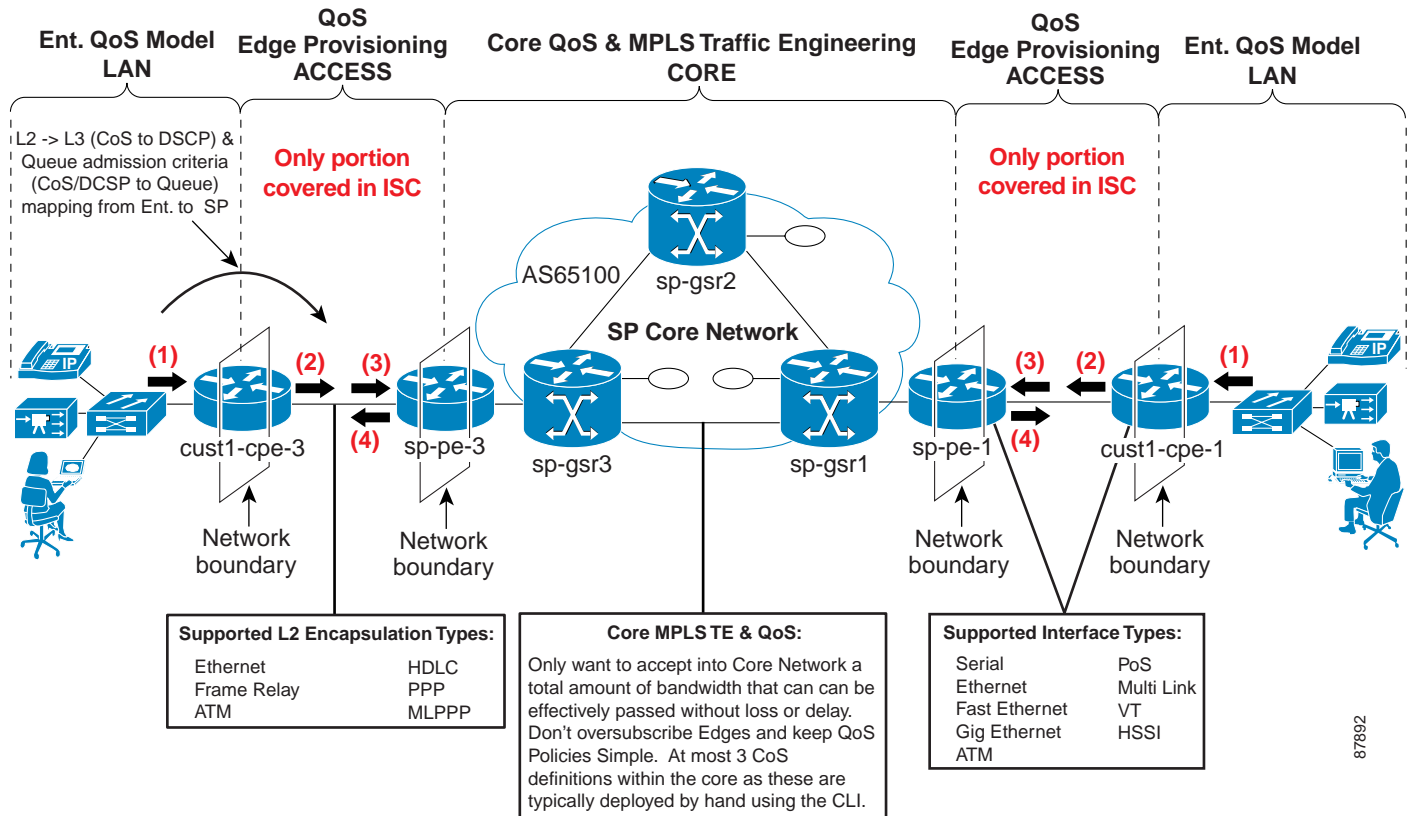 Ent. QoS Model
LAN
QoS
Edge Provisioning
ACCESS
Core QoS & MPLS Traffic Engineering
CORE
QoS
Edge Provisioning
ACCESS
Ent. QoS Model
LAN
L2 -> L3 (CoS to DSCP) &
Queue admission criteria
(CoS/DCSP to Queue)
mapping from Ent. to SP
Only portion
covered in ISC
Only portion
covered in ISC
AS65100
sp-gsr2
SP Core Network
IP
(1)
(2)
(3)
(4)
cust1-cpe-3
sp-pe-3
sp-gsr3
sp-gsr1
(3)
(2)
(1)
(4)
sp-pe-1
cust1-cpe-1
IP
Network
boundary
Network
boundary
Network
boundary
Network
boundary
Supported L2 Encapsulation Types:
Ethernet HDLC
Frame Relay PPP
ATM MLPPP
Core MPLS TE & QoS:
Only want to accept into Core Network a
total amount of bandwidth that can can be
effectively passed without loss or delay.
Don't oversubscribe Edges and keep QoS
Policies Simple. At most 3 CoS
definitions within the core as these are
typically deployed by hand using the CLI.
Supported Interface Types:
Serial PoS
Ethernet Multi Link
Fast Ethernet VT
Gig Ethernet HSSI
ATM
87892